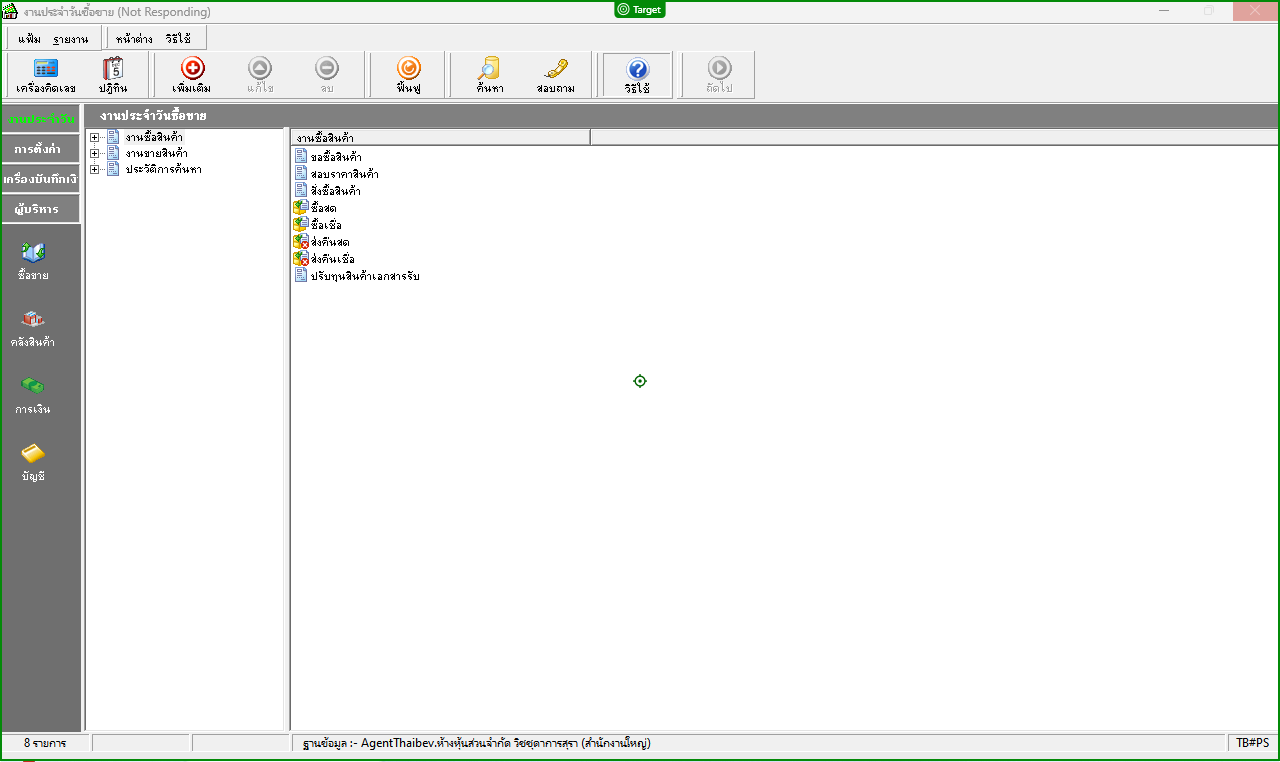 งานประจำวันซื้อขาย (Not Responding)
Target
แฟ้ม รายงาน หน้าต่าง วิธีใช้
เครื่องคิดเลข ปฏิทิน เพิ่มเติม แก้ไข ลบ ฟื้นฟู ค้นหา สอบถาม วิธีใช้ ถัดไป
งานประจำวัน
งานประจำวันซื้อขาย
การตั้งค่า
เครื่องบันทึกเงิ
ผู้บริหาร
ซื้อขาย
คลังสินค้า
การเงิน
บัญชี
งานซื้อสินค้า
งานขายสินค้า
ประวัติการค้นหา
งานซื้อสินค้า
ขอซื้อสินค้า
สอบราคาสินค้า
สั่งซื้อสินค้า
ซื้อสด
ซื้อเชื่อ
ส่งคืนสด
ส่งคืนเชื่อ
ปรับทุนสินค้าเอกสารรับ
8 รายการ
ฐานข้อมูล :- AgentThaibev.ห้างหุ้นส่วนจำกัด วิชชุดาการสุรา (สำนักงานใหญ่)
TB#PS